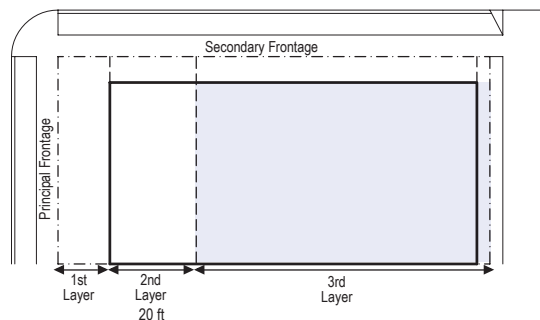 Secondary Frontage
Principal Frontage
1st
Layer
2nd
Layer
20 ft
3rd
Layer